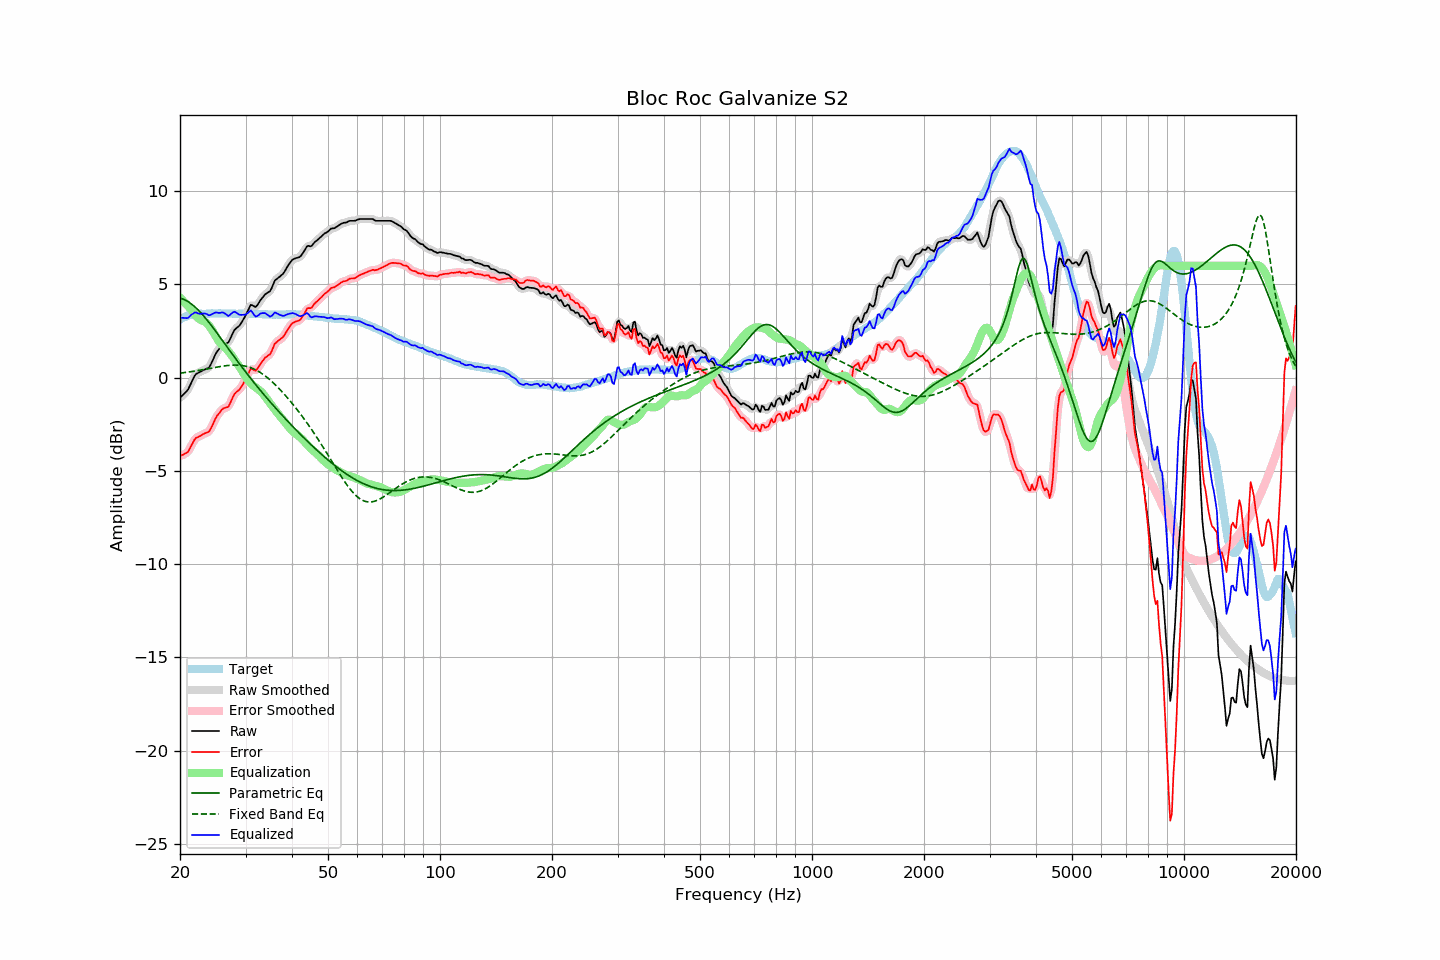 Bloc Roc Galvanize S2
Amplitude (dBr)
10
5
0
−5
−10
−15
−20
−25
Target
Raw Smoothed
Error Smoothed
Raw
Error
Equalization
Parametric Eq
Fixed Band Eq
Equalized
20
50
100
200
500
1000
2000
5000
10000
20000
Frequency (Hz)